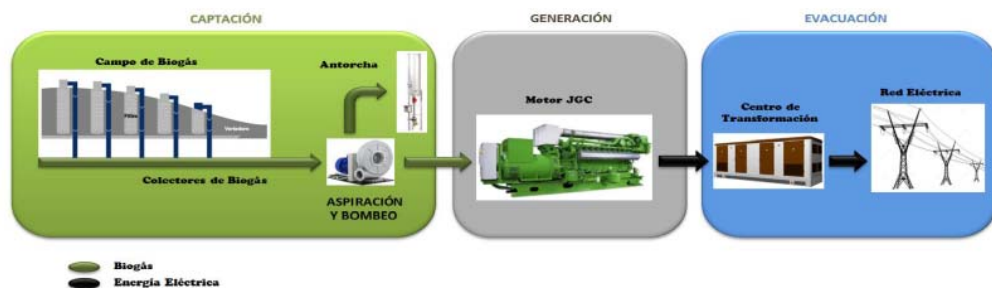 CAPTACIÓN
GENERACIÓN
EVACUACIÓN
Campo de Biogás
Antorcha
Vertedero
Colectores de Biogás
ASPIRACIÓN
Y BOMBEO
Motor JGC
Centro de
Transformación
Red Eléctrica
Biogás
Energía Eléctrica